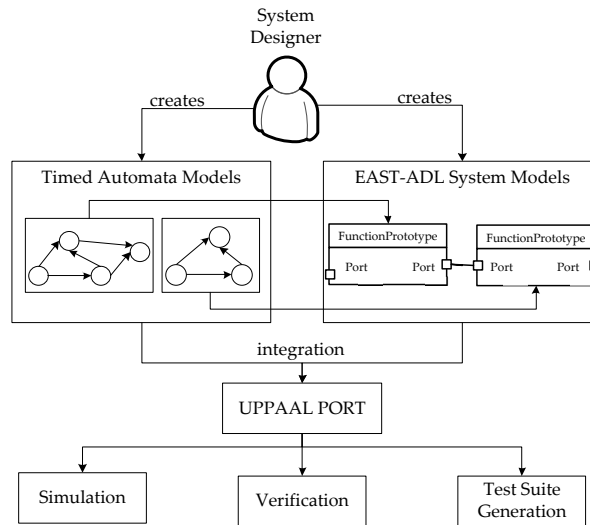 System
Designer
creates
creates
Timed Automata Models
EAST-ADL System Models
FunctionPrototype
FunctionPrototype
Port
Port
Port
Port
integration
UPPAAL PORT
Simulation
Verification
Test Suite
Generation